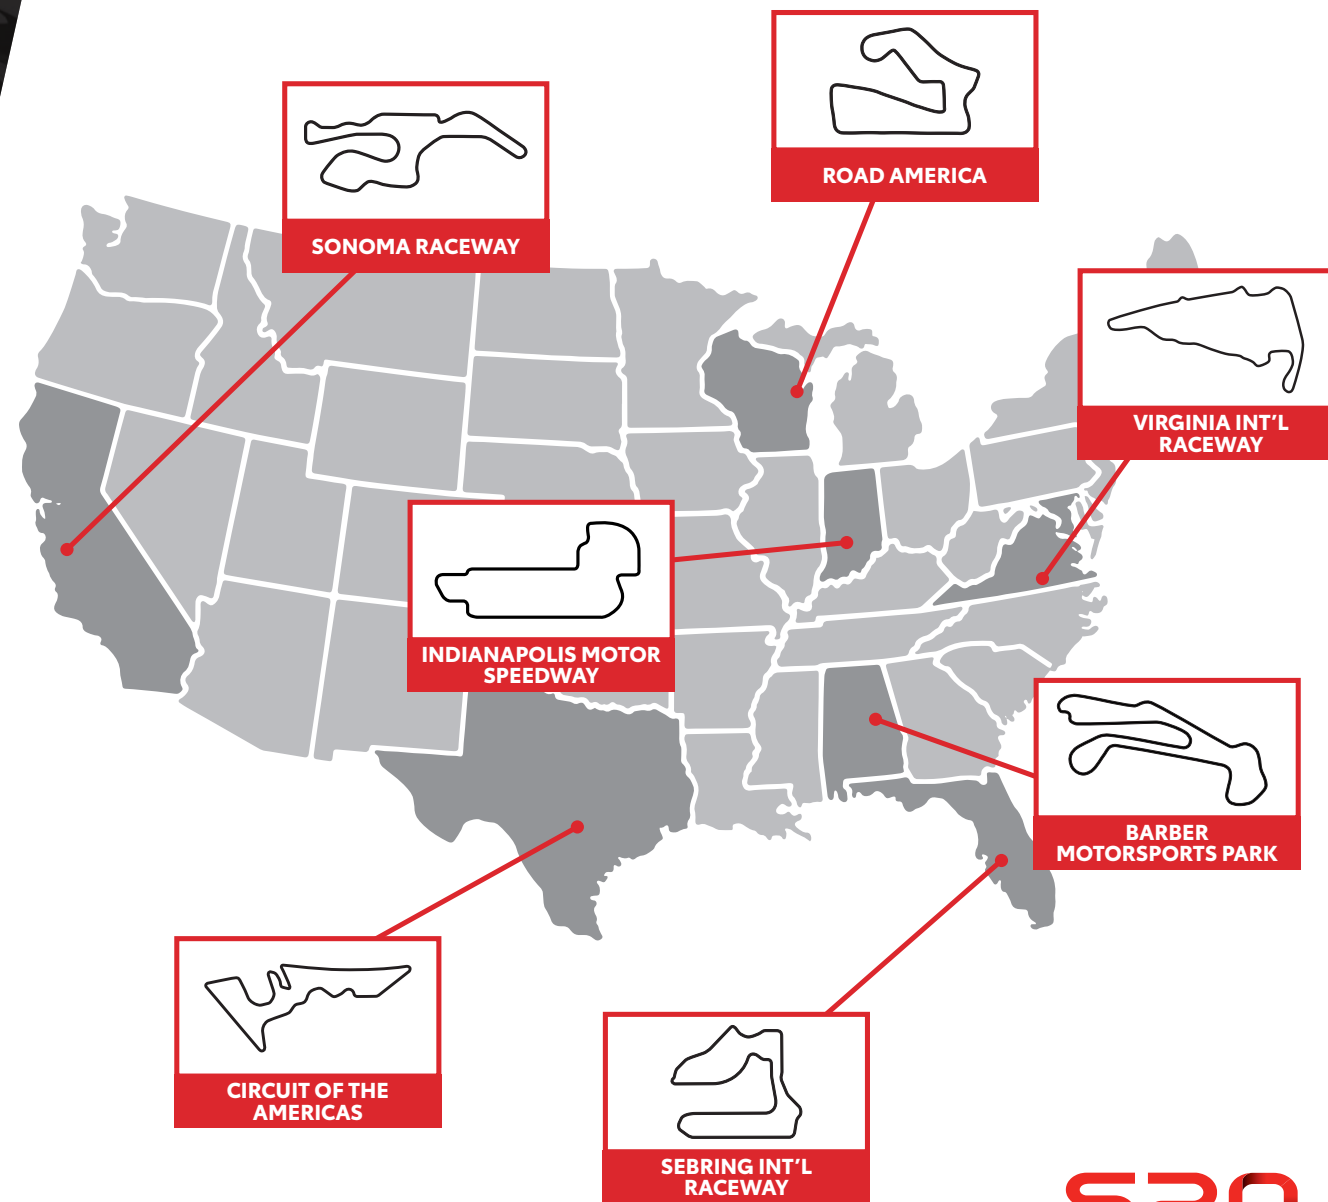 ROAD AMERICA
SONOMA RACEWAY
VIRGINIA INT'L
RACEWAY
INDIANAPOLIS MOTOR
SPEEDWAY
BARBER
MOTORSPORTS PARK
CIRCUIT OF THE
AMERICAS
SEBRING INT'L
RACEWAY